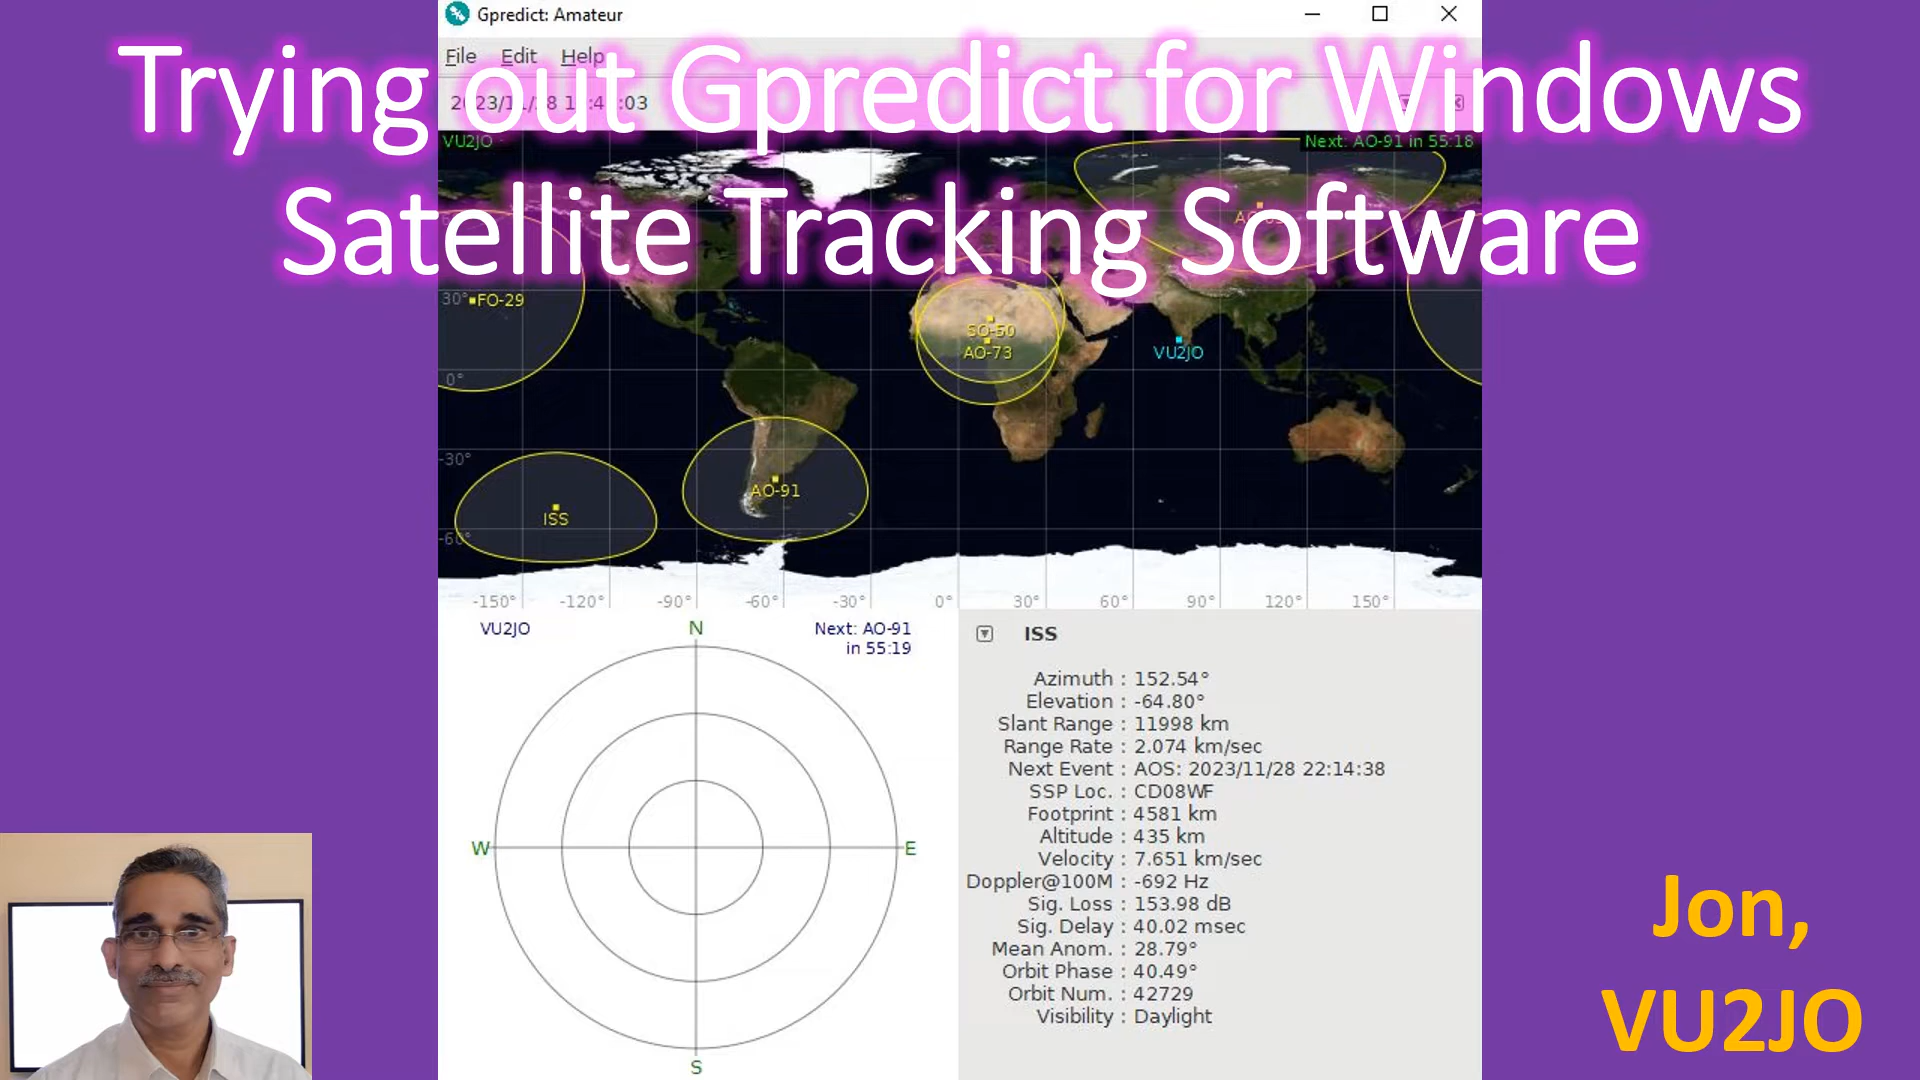 Gpredict: Amateur
File Edit Help
Trying out Gpredict for Windows
VU2JO
Next: AO-91 in 55:18
Satellite Tracking Software
30°
FO-29
SO-50
AO-73
VU2JO
0°
-30°
AO-91
ISS
-60°
-150° -120° -90° -60° -30° 0° 30° 60° 90° 120° 150°
VU2JO
N
Next: AO-91
in 55:19
W
E
S
ISS
Azimuth : 152.54°
Elevation : -64.80°
Slant Range : 11998 km
Range Rate : 2.074 km/sec
Next Event : AOS: 2023/11/28 22:14:38
SSP Loc. : CD08WF
Footprint : 4581 km
Altitude : 435 km
Velocity : 7.651 km/sec
Doppler@100M : -692 Hz
Sig. Loss : 153.98 dB
Sig. Delay : 40.02 msec
Mean Anom. : 28.79°
Orbit Phase : 40.49°
Orbit Num. : 42729
Visibility : Daylight
Jon,
VU2JO